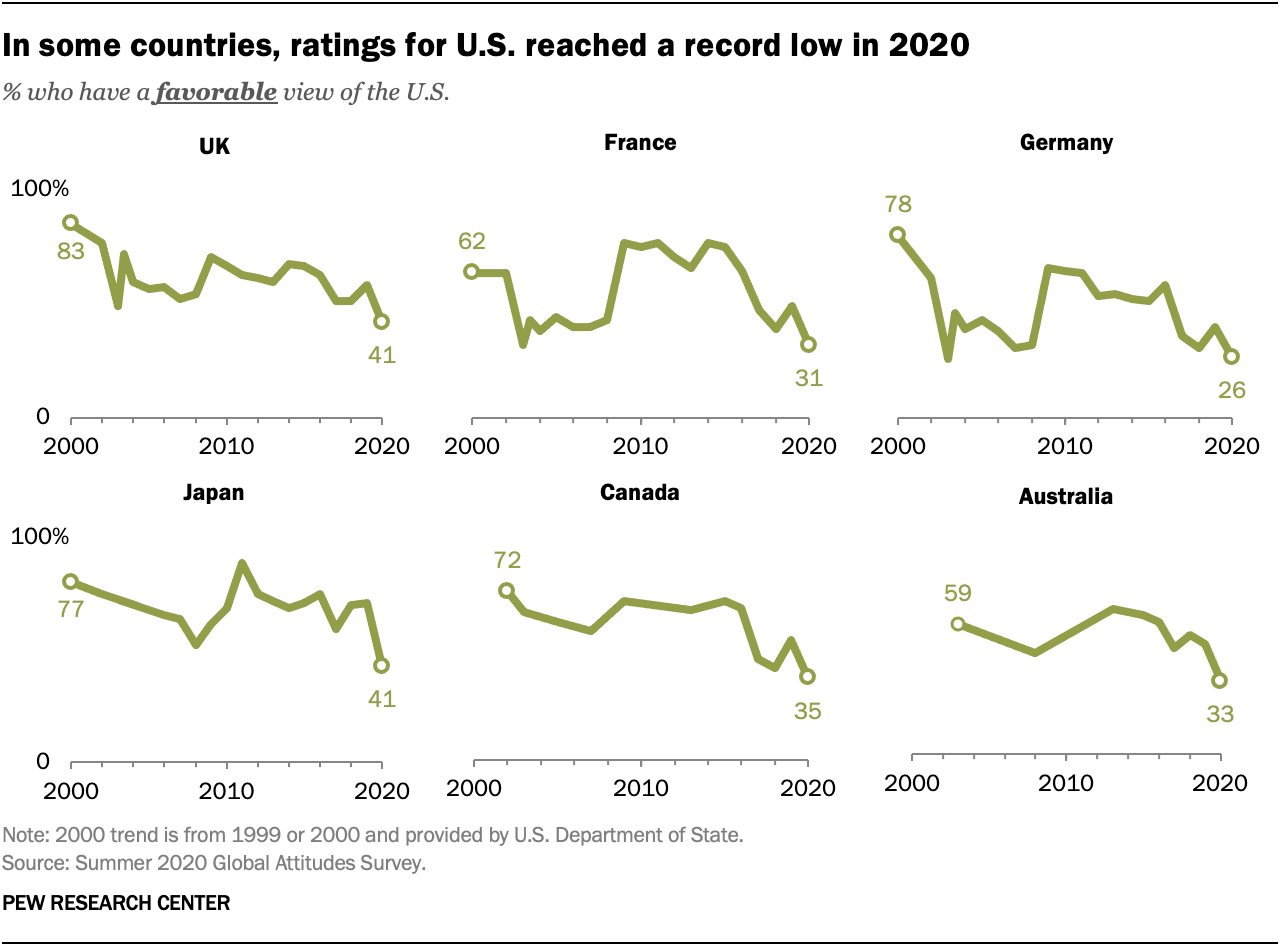 In some countries, ratings for U.S. reached a record low in 2020
% who have a favorable view of the U.S.
UK
100%
83
41
0
2000 2010 2020
France
62
31
2000 2010 2020
Germany
78
26
2000 2010 2020
Japan
100%
77
41
0
2000 2010 2020
Canada
72
35
2000 2010 2020
Australia
59
33
2000 2010 2020
Note: 2000 trend is from 1999 or 2000 and provided by U.S. Department of State.
Source: Summer 2020 Global Attitudes Survey.
PEW RESEARCH CENTER